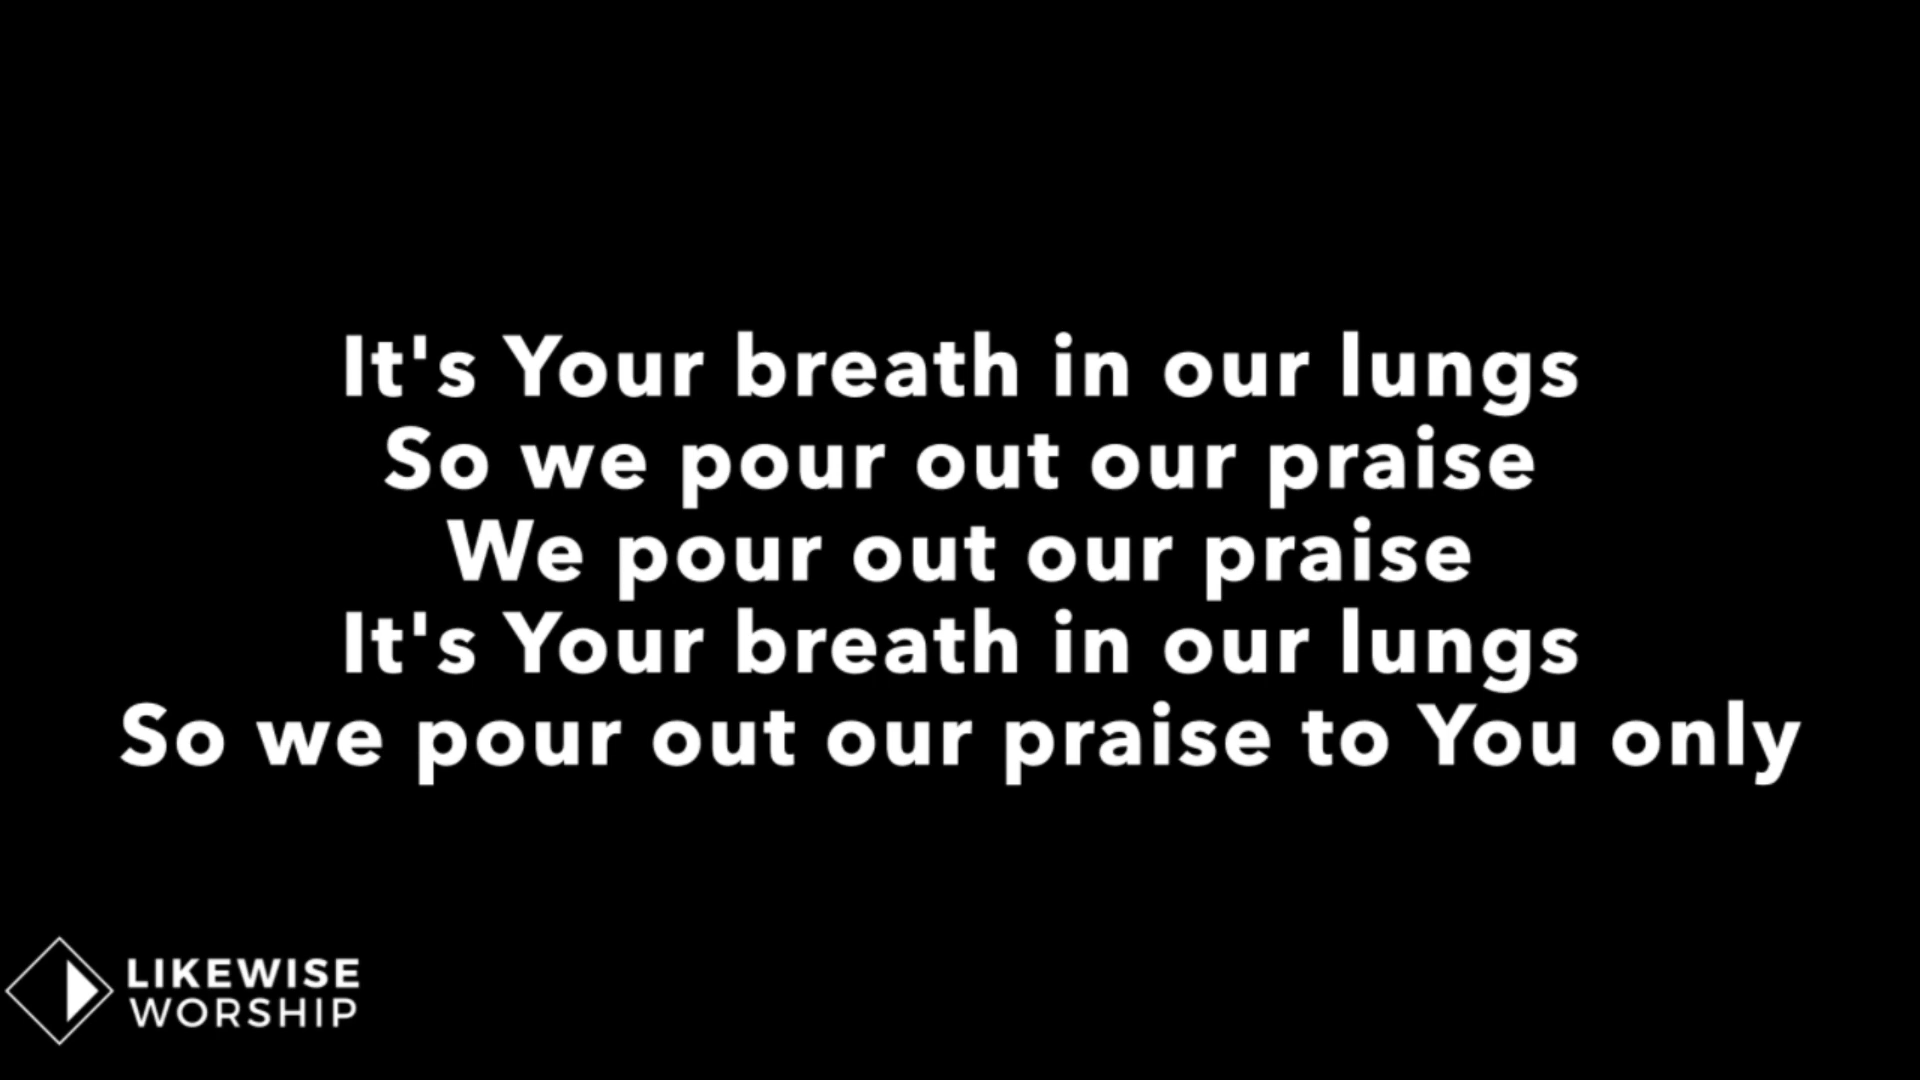 It's Your breath in our lungs
So we pour out our praise
We pour out our praise
It's Your breath in our lungs
So we pour out our praise to You only
LIKEWISE
WORSHIP